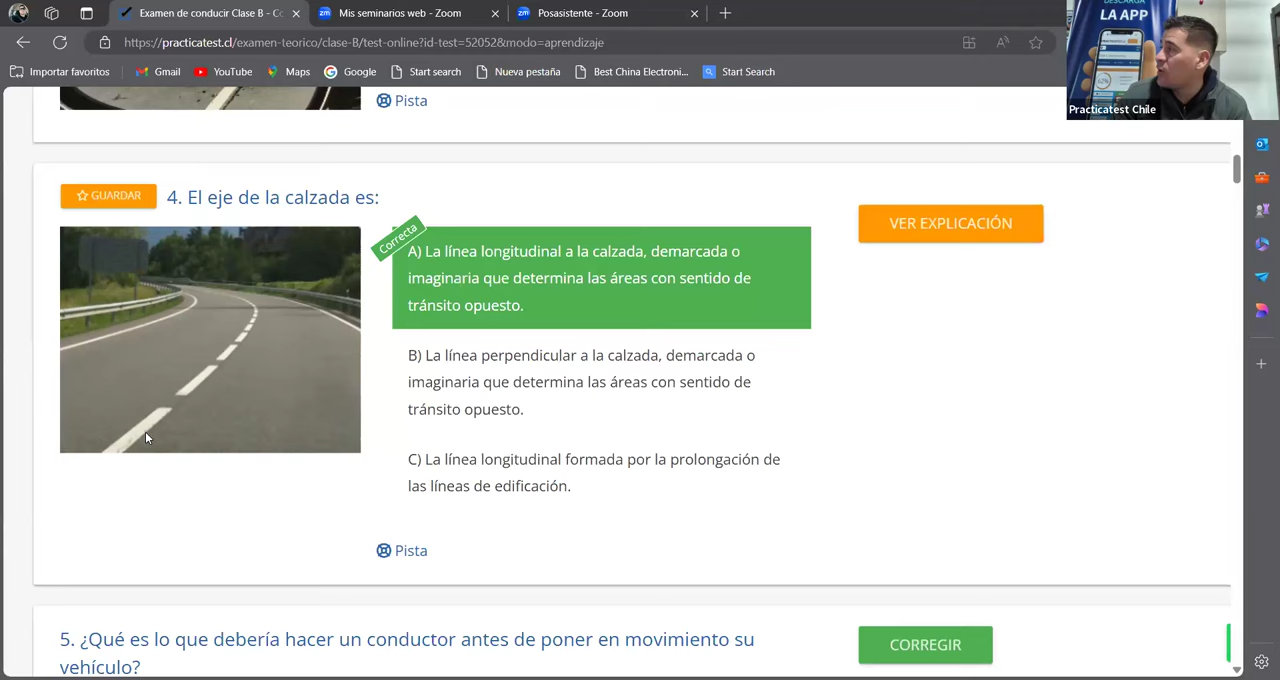 Examen de conducir Clase B - Co
Mis seminarios web - Zoom
Posasistente - Zoom
https://practicatest.cl/examen-teorico/clase-B/test-online?id-test=52052&modo=aprendizaje
Importar favoritos
Gmail
YouTube
Maps
Google
Start search
Nueva pestaña
Best China Electroni...
Start Search
LA APP
Practicatest Chile
Pista
GUARDAR
4. El eje de la calzada es:
Correcta
A) La línea longitudinal a la calzada, demarcada o
imaginaria que determina las áreas con sentido de
tránsito opuesto.
VER EXPLICACIÓN
B) La línea perpendicular a la calzada, demarcada o
imaginaria que determina las áreas con sentido de
tránsito opuesto.
C) La línea longitudinal formada por la prolongación de
las líneas de edificación.
Pista
5. ¿Qué es lo que debería hacer un conductor antes de poner en movimiento su
vehículo?
CORREGIR